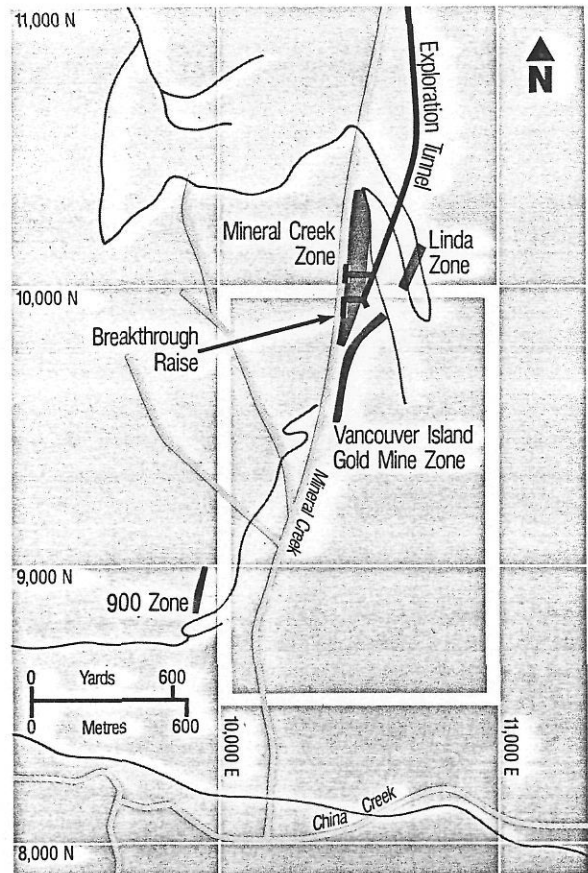 11,000 N
N
Exploration Tunnel
Mineral Creek
Zone
Linda
Zone
10,000 N
Breakthrough
Raise
Vancouver Island
Gold Mine Zone
Mineral Creek
9,000 N
900 Zone
0 Yards 600
0 Metres 600
10,000 E
11,000 E
China Creek
8,000 N